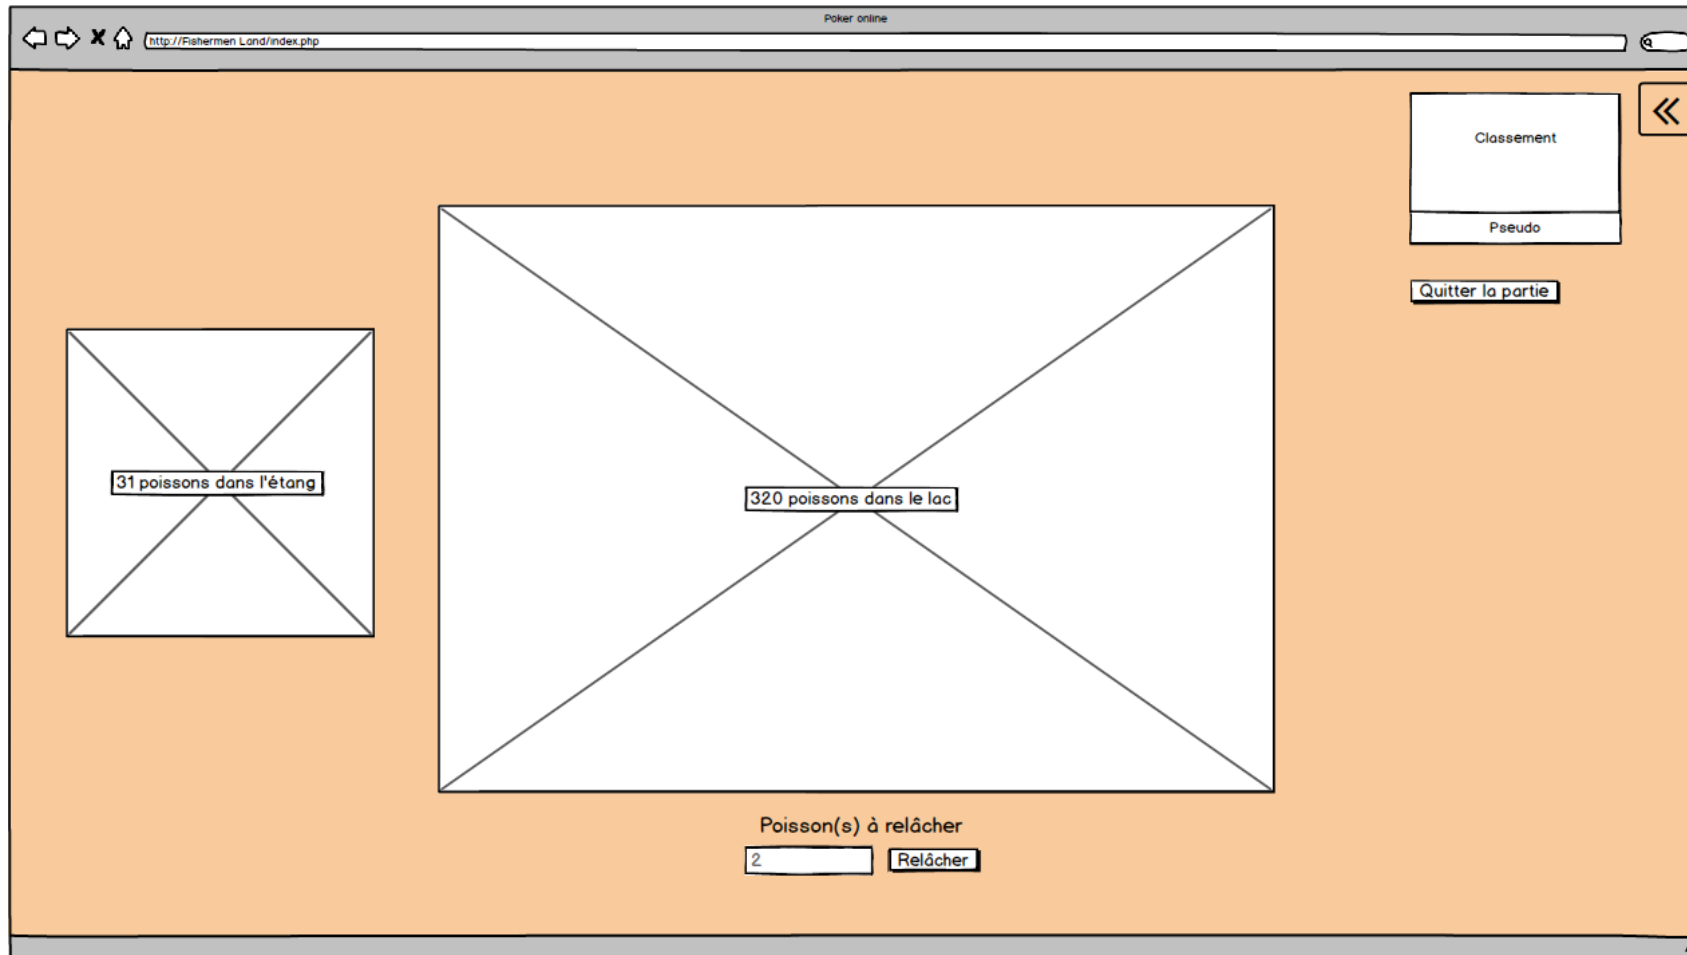 Poker online
http://Fishermen Land/index.php
Classement
Pseudo
Quitter la partie
31 poissons dans l'étang
320 poissons dans le lac
Poisson(s) à relâcher
2
Relâcher